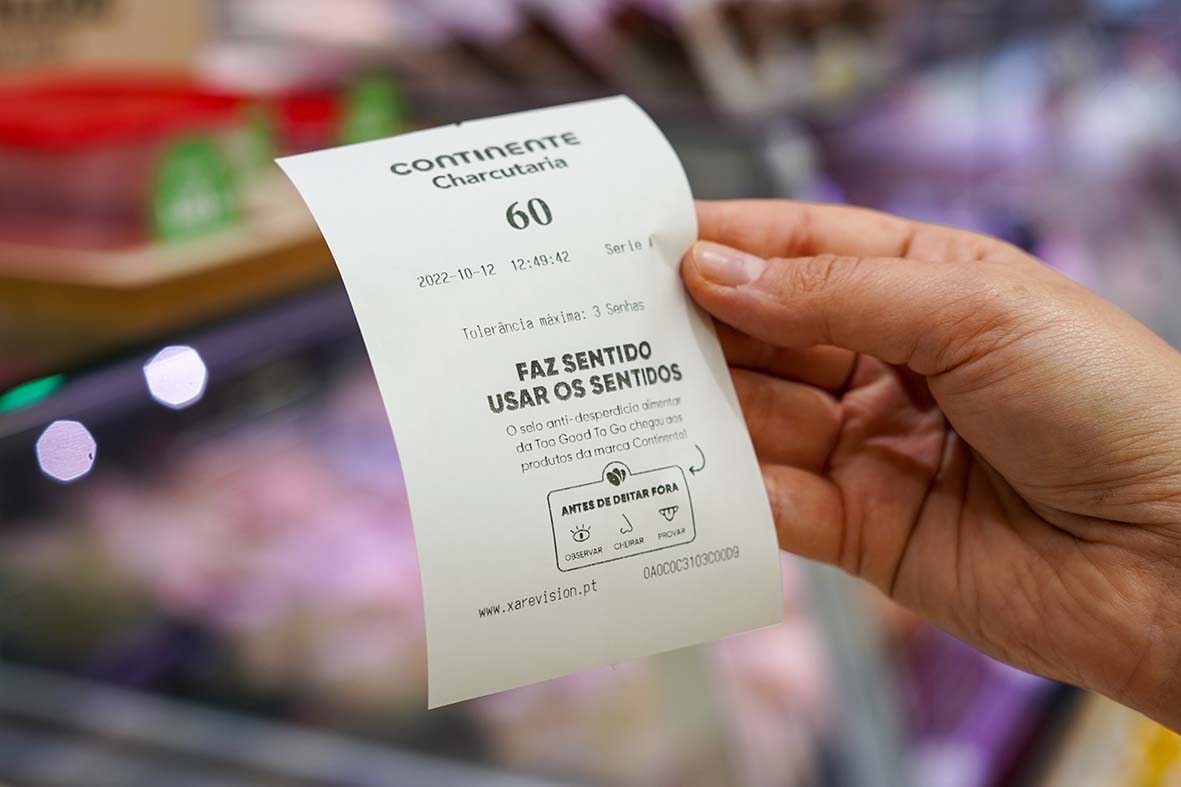 CONTINENTE
Charcutaria
60
2022-10-12 12:49:42 Serie A
Tolerância máxima: 3 Senhas
FAZ SENTIDO
USAR OS SENTIDOS
O selo anti-desperdício alimentar
da Too Good To Go chegou aos
produtos da marca Continente!
ANTES DE DEITAR FORA
OBSERVAR CHEIRAR PROVAR
www.xarevision.pt 0A0C0C3103C00D9